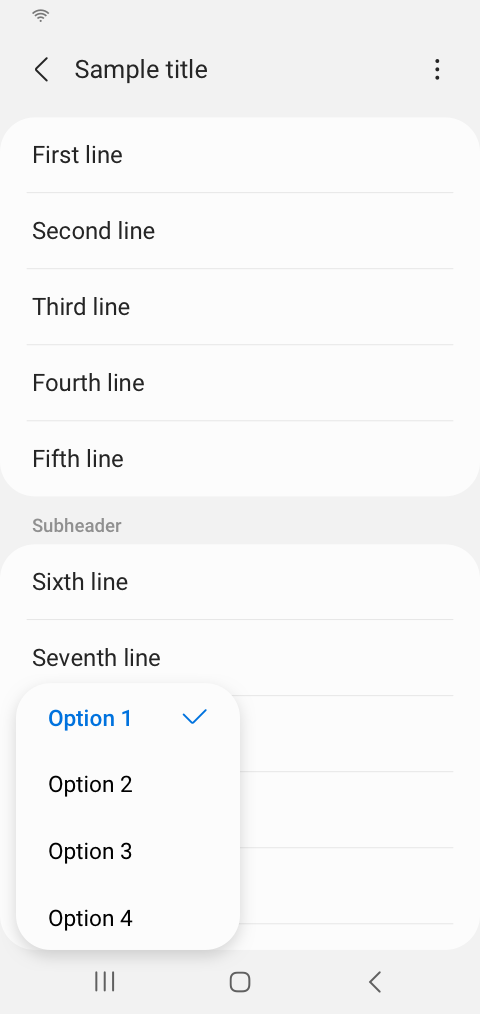 Sample title
First line
Second line
Third line
Fourth line
Fifth line
Subheader
Sixth line
Seventh line
Option 1
Option 2
Option 3
Option 4